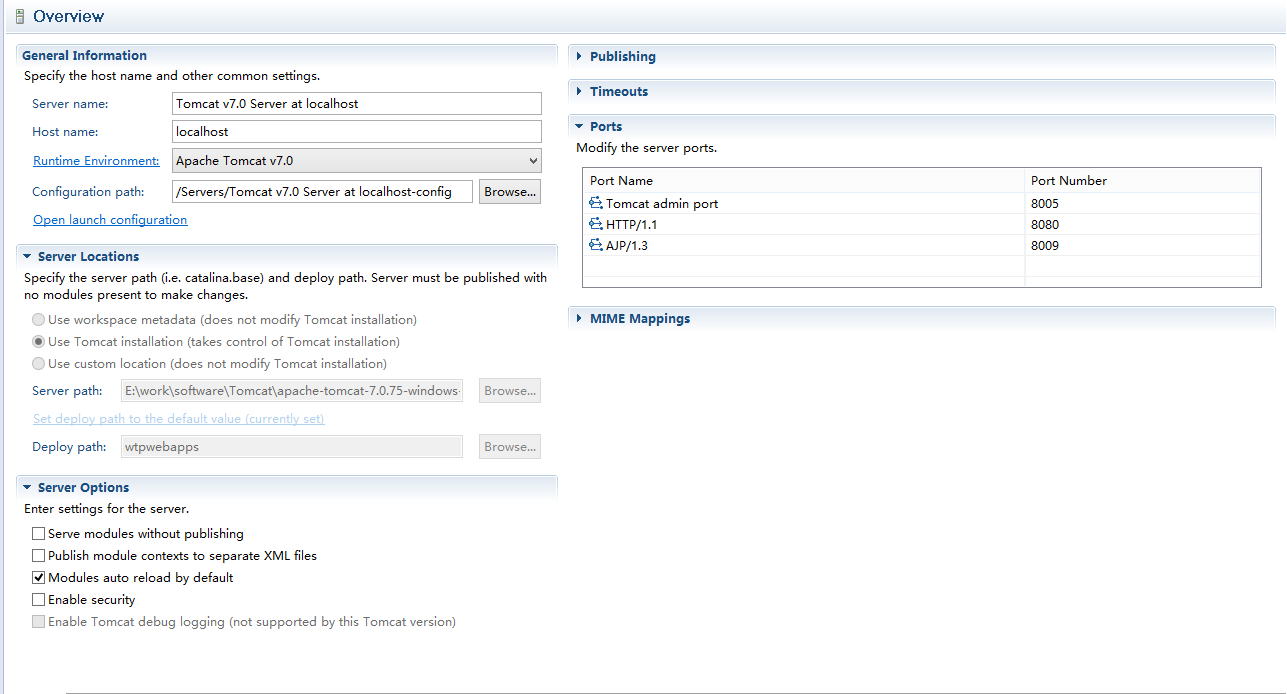 Overview
General Information
Specify the host name and other common settings.
Server name: Tomcat v7.0 Server at localhost
Host name: localhost
Runtime Environment: Apache Tomcat v7.0
Configuration path: /Servers/Tomcat v7.0 Server at localhost-config Browse...
Open launch configuration
Server Locations
Specify the server path (i.e. catalina.base) and deploy path. Server must be published with
no modules present to make changes.
Use workspace metadata (does not modify Tomcat installation)
Use Tomcat installation (takes control of Tomcat installation)
Use custom location (does not modify Tomcat installation)
Server path: E:\work\software\Tomcat\apache-tomcat-7.0.75-windows- Browse...
Set deploy path to the default value (currently set)
Deploy path: wtpwebapps Browse...
Server Options
Enter settings for the server.
Serve modules without publishing
Publish module contexts to separate XML files
Modules auto reload by default
Enable security
Enable Tomcat debug logging (not supported by this Tomcat version)
Publishing
Timeouts
Ports
Modify the server ports.
Port Name Port Number
Tomcat admin port 8005
HTTP/1.1 8080
AJP/1.3 8009
MIME Mappings